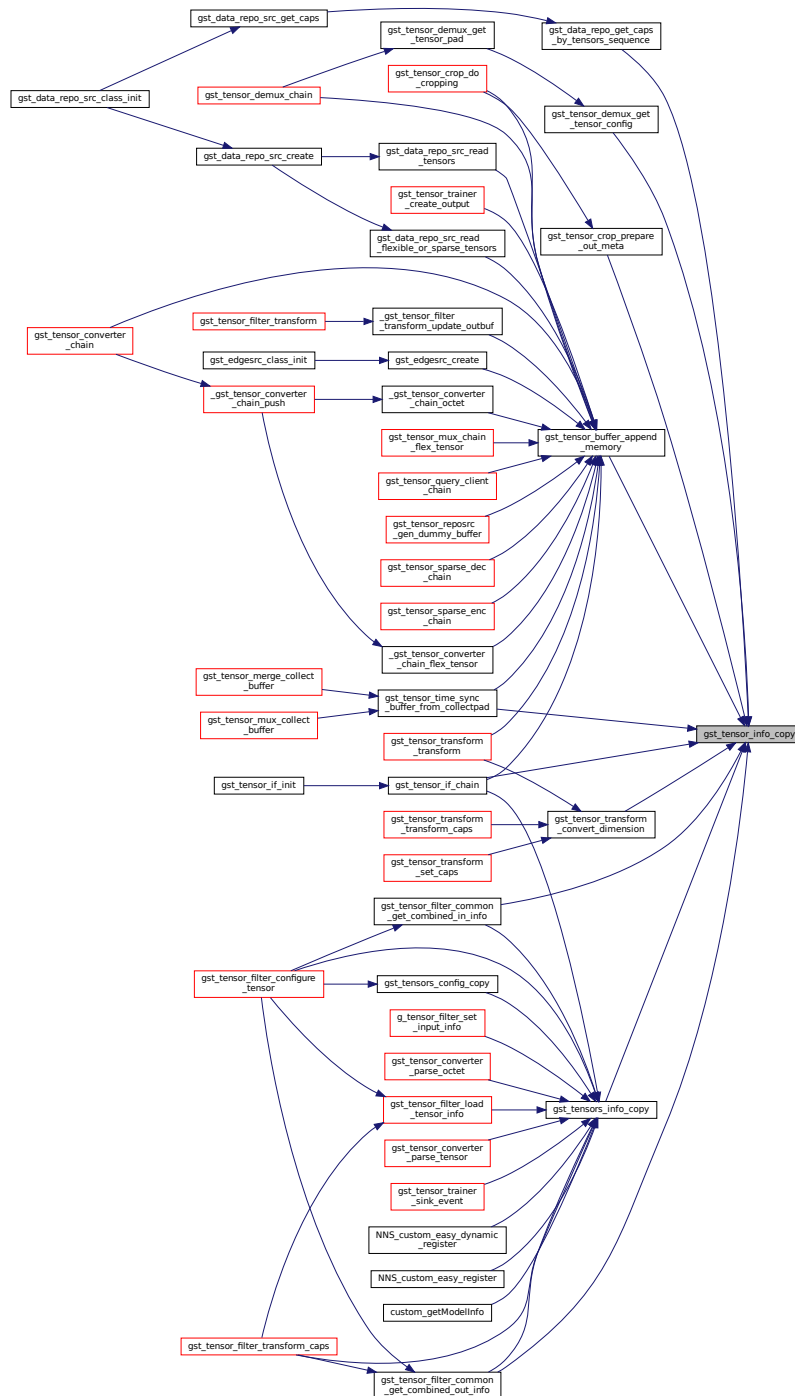 gst_data_repo_src_get_caps
gst_data_repo_get_caps
_by_tensors_sequence
gst_tensor_demux_get
_tensor_pad
gst_tensor_crop_do
_cropping
gst_data_repo_src_class_init
gst_tensor_demux_chain
gst_tensor_demux_get
_tensor_config
gst_data_repo_src_create
gst_data_repo_src_read
_tensors
gst_tensor_trainer
_create_output
gst_data_repo_src_read
_flexible_or_sparse_tensors
gst_tensor_crop_prepare
_out_meta
gst_tensor_filter_transform
_gst_tensor_filter
_transform_update_outbuf
gst_tensor_converter
_chain
gst_edgesrc_class_init
gst_edgesrc_create
_gst_tensor_converter
_chain_push
_gst_tensor_converter
_chain_octet
gst_tensor_mux_chain
_flex_tensor
gst_tensor_buffer_append
_memory
gst_tensor_query_client
_chain
gst_tensor_reposrc
_gen_dummy_buffer
gst_tensor_sparse_dec
_chain
gst_tensor_sparse_enc
_chain
_gst_tensor_converter
_chain_flex_tensor
gst_tensor_merge_collect
_buffer
gst_tensor_time_sync
_buffer_from_collectpad
gst_tensor_mux_collect
_buffer
gst_tensor_info_copy
gst_tensor_transform
_transform
gst_tensor_if_init
gst_tensor_if_chain
gst_tensor_transform
_transform_caps
gst_tensor_transform
_convert_dimension
gst_tensor_transform
_set_caps
gst_tensor_filter_common
_get_combined_in_info
gst_tensor_filter_configure
_tensor
gst_tensors_config_copy
g_tensor_filter_set
_input_info
gst_tensor_converter
_parse_octet
gst_tensor_filter_load
_tensor_info
gst_tensors_info_copy
gst_tensor_converter
_parse_tensor
gst_tensor_trainer
_sink_event
NNS_custom_easy_dynamic
_register
NNS_custom_easy_register
custom_getModelInfo
gst_tensor_filter_transform_caps
gst_tensor_filter_common
_get_combined_out_info